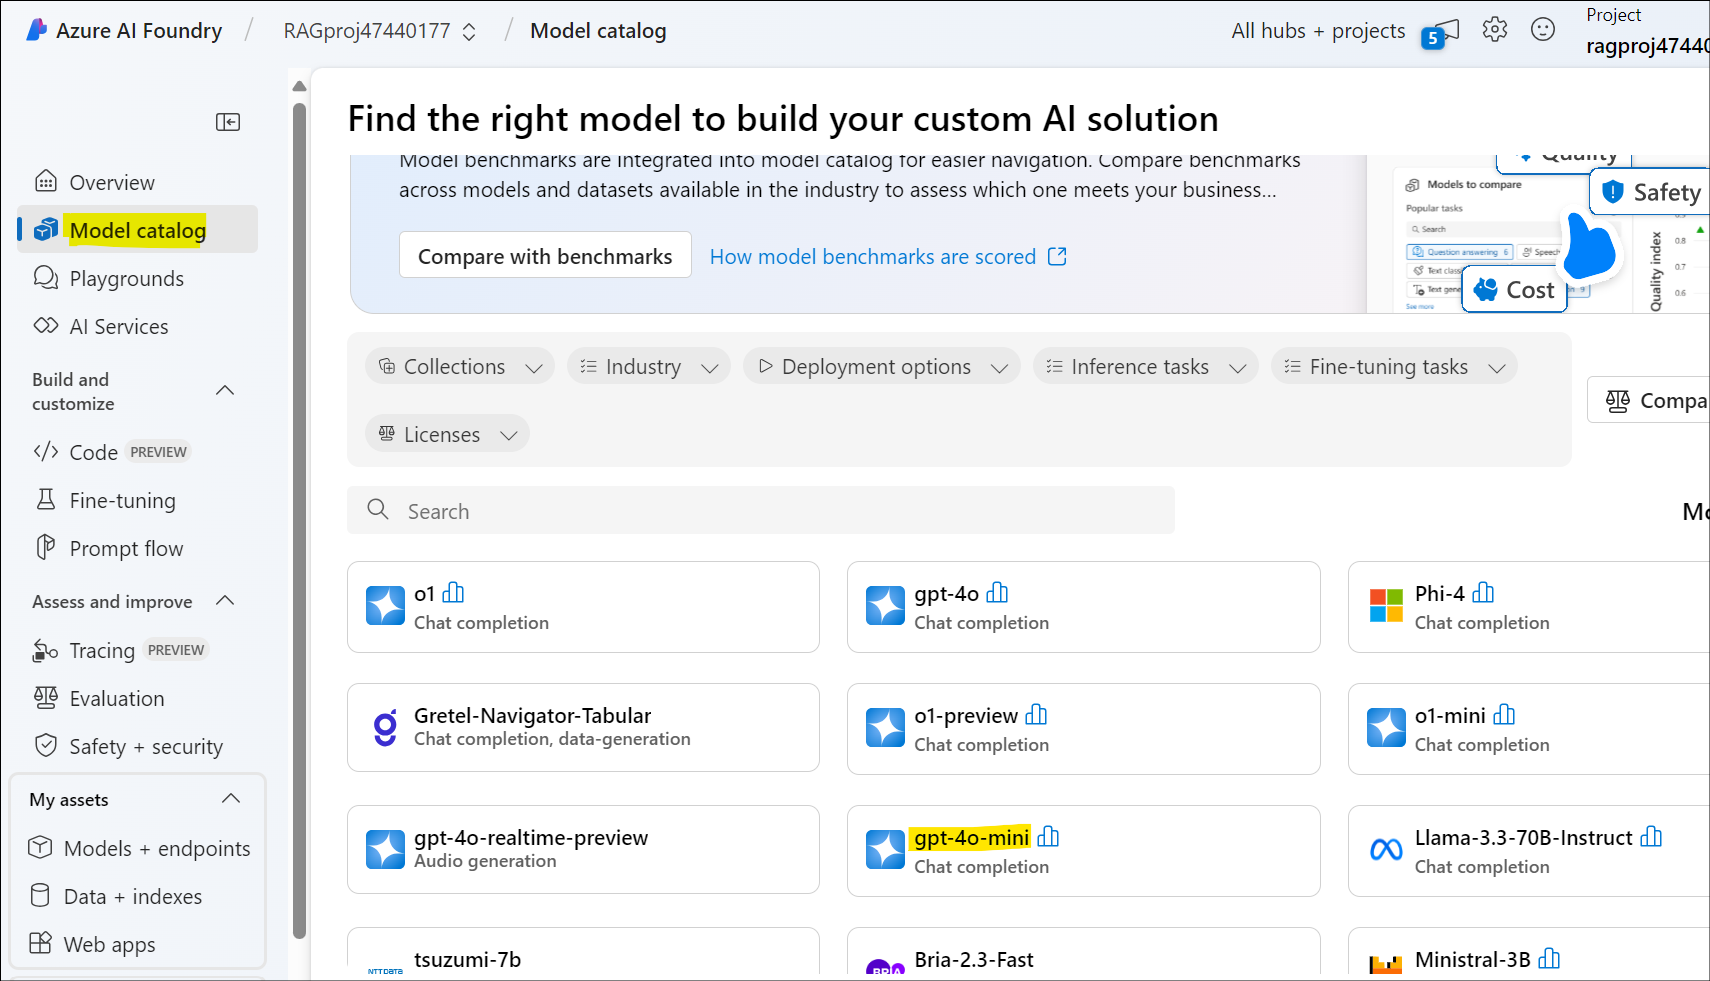 Azure AI Foundry / RAGproj47440177 / Model catalog
All hubs + projects
5
Project
ragproj47440
Overview
Model catalog
Playgrounds
AI Services
Build and
customize
Code PREVIEW
Fine-tuning
Prompt flow
Assess and improve
Tracing PREVIEW
Evaluation
Safety + security
My assets
Models + endpoints
Data + indexes
Web apps
Find the right model to build your custom AI solution
Model benchmarks are integrated into model catalog for easier navigation. Compare benchmarks
across models and datasets available in the industry to assess which one meets your business...
Compare with benchmarks
How model benchmarks are scored
Quality
Safety
Cost
Models to compare
Popular tasks
Search
Question answering 6
Speech
Text class
Text gene
9
See more
Quality index
0.9
0.8
0.7
0.6
Collections
Industry
Deployment options
Inference tasks
Fine-tuning tasks
Licenses
Compa
Search
Mo
o1
Chat completion
gpt-4o
Chat completion
Phi-4
Chat completion
Gretel-Navigator-Tabular
Chat completion, data-generation
o1-preview
Chat completion
o1-mini
Chat completion
gpt-4o-realtime-preview
Audio generation
gpt-4o-mini
Chat completion
Llama-3.3-70B-Instruct
Chat completion
NTT DATA
tsuzumi-7b
BRIA
Bria-2.3-Fast
Ministral-3B